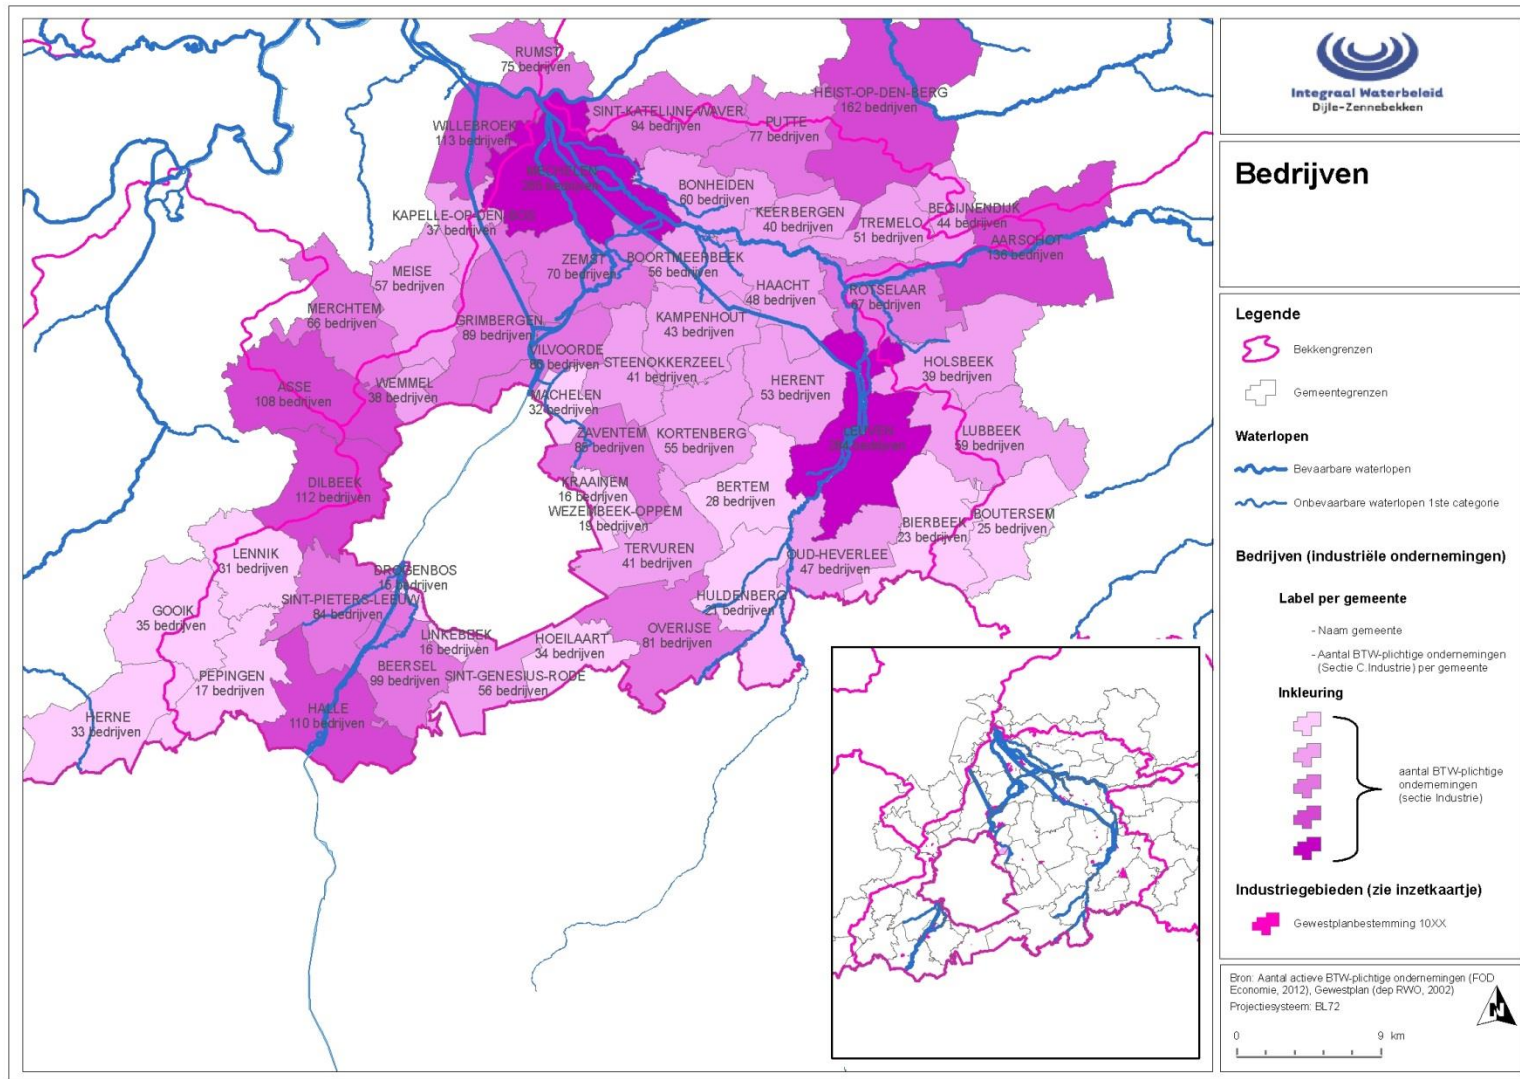 RUMST
75 bedrijven
HEIST-OP-DEN-BERG
162 bedrijven
SINT-KATELIJNE-WAVER
94 bedrijven
PUTTE
77 bedrijven
WILLEBROEK
113 bedrijven
BONHEIDEN
60 bedrijven
KEERBERGEN
40 bedrijven
TREMELO
51 bedrijven
BEGIJNENDIJK
44 bedrijven
AARSCHOT
136 bedrijven
KAPELLE-OP-DEN-BOS
37 bedrijven
ZEMST
70 bedrijven
BOORTMEERBEEK
56 bedrijven
HAACHT
48 bedrijven
ROTSELAAR
67 bedrijven
MEISE
57 bedrijven
MERCHTEM
66 bedrijven
GRIMBERGEN
89 bedrijven
KAMPENHOUT
43 bedrijven
VILVOORDE
bedrijven
STEENOKKERZEEL
41 bedrijven
HOLSBEEK
39 bedrijven
HERENT
53 bedrijven
ASSE
108 bedrijven
WEMMEL
38 bedrijven
MACHELEN
32 bedrijven
ZAVENTEM
85 bedrijven
KORTENBERG
55 bedrijven
LEUVEN
bedrijven
LUBBEEK
59 bedrijven
DILBEEK
112 bedrijven
KRAAINEM
16 bedrijven
WEZEMBEEK-OPPEM
19 bedrijven
BERTEM
28 bedrijven
BIERBEEK
23 bedrijven
BOUTERSEM
25 bedrijven
LENNIK
31 bedrijven
TERVUREN
41 bedrijven
OUD-HEVERLEE
47 bedrijven
DROGENBOS
15 bedrijven
SINT-PIETERS-LEEUW
84 bedrijven
HULDENBERG
21 bedrijven
GOOIK
35 bedrijven
LINKEBEEK
16 bedrijven
HOEILAART
34 bedrijven
OVERIJSE
81 bedrijven
PEPINGEN
17 bedrijven
BEERSEL
99 bedrijven
SINT-GENESIUS-RODE
56 bedrijven
HALLE
110 bedrijven
HERNE
33 bedrijven
Integraal Waterbeleid
Dijle-Zennebekken
Bedrijven
Legende
Bekkengrenzen
Gemeentegrenzen
Waterlopen
Bevaarbare waterlopen
Onbevaarbare waterlopen 1ste categorie
Bedrijven (industriële ondernemingen)
Label per gemeente
- Naam gemeente
- Aantal BTW-plichtige ondernemingen
(Sectie C.Industrie) per gemeente
Inkleuring
aantal BTW-plichtige
ondernemingen
(sectie Industrie)
Industriegebieden (zie inzetkaartje)
Gewestplanbestemming 10XX
Bron: Aantal actieve BTW-plichtige ondernemingen (FOD
Economie, 2012), Gewestplan (dep RWO, 2002)
Projectiesysteem: BL72
N
0 9 km